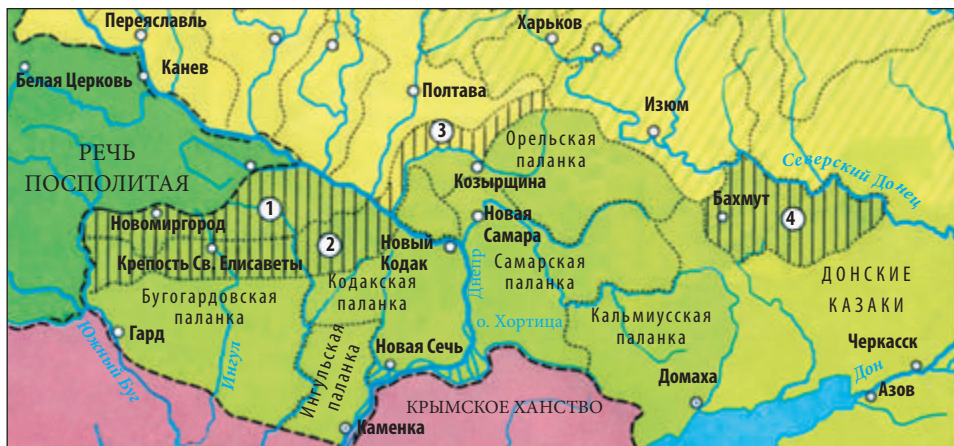 Переяславль
Харьков
Канев
Белая Церковь
Полтава
Изюм
3
Орельская
паланка
РЕЧЬ
ПОСПОЛИТАЯ
Козырщина
Северский Донец
Бахмут
1
4
Новомиргород
Новая
Самара
2
Новый
Кодак
Крепость Св. Елисаветы
Самарская
паланка
Днепр
ДОНСКИЕ
КАЗАКИ
Бугогардовская
паланка
Кодакская
паланка
о. Хортица
Кальмиусская
паланка
Гард
Южный Буг
Ингул
Ингульская
паланка
Новая Сечь
Черкасск
Дон
Домаха
Азов
КРЫМСКОЕ ХАНСТВО
Каменка